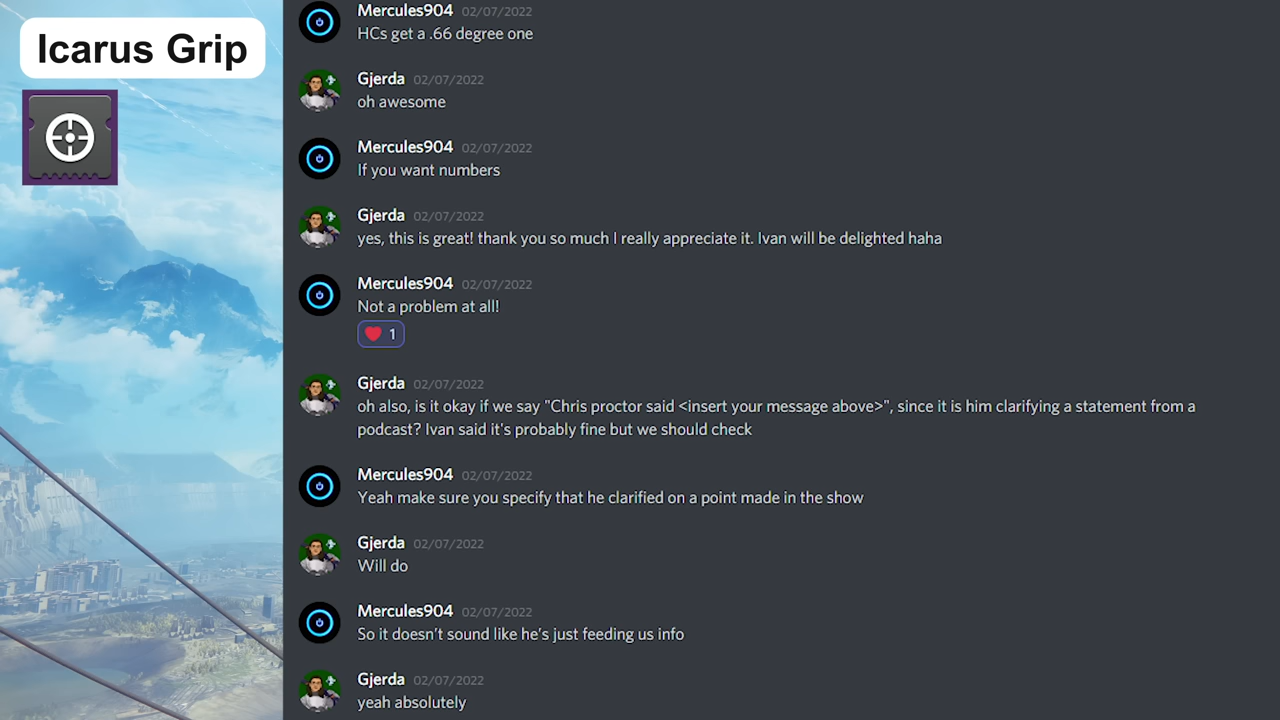 Icarus Grip
Mercules904 02/07/2022
HCs get a .66 degree one
Gjerda 02/07/2022
oh awesome
Mercules904 02/07/2022
If you want numbers
Gjerda 02/07/2022
yes, this is great! thank you so much I really appreciate it. Ivan will be delighted haha
Mercules904 02/07/2022
Not a problem at all!
1
Gjerda 02/07/2022
oh also, is it okay if we say "Chris proctor said <insert your message above>", since it is him clarifying a statement from a
podcast? Ivan said it's probably fine but we should check
Mercules904 02/07/2022
Yeah make sure you specify that he clarified on a point made in the show
Gjerda 02/07/2022
Will do
Mercules904 02/07/2022
So it doesn't sound like he's just feeding us info
Gjerda 02/07/2022
yeah absolutely